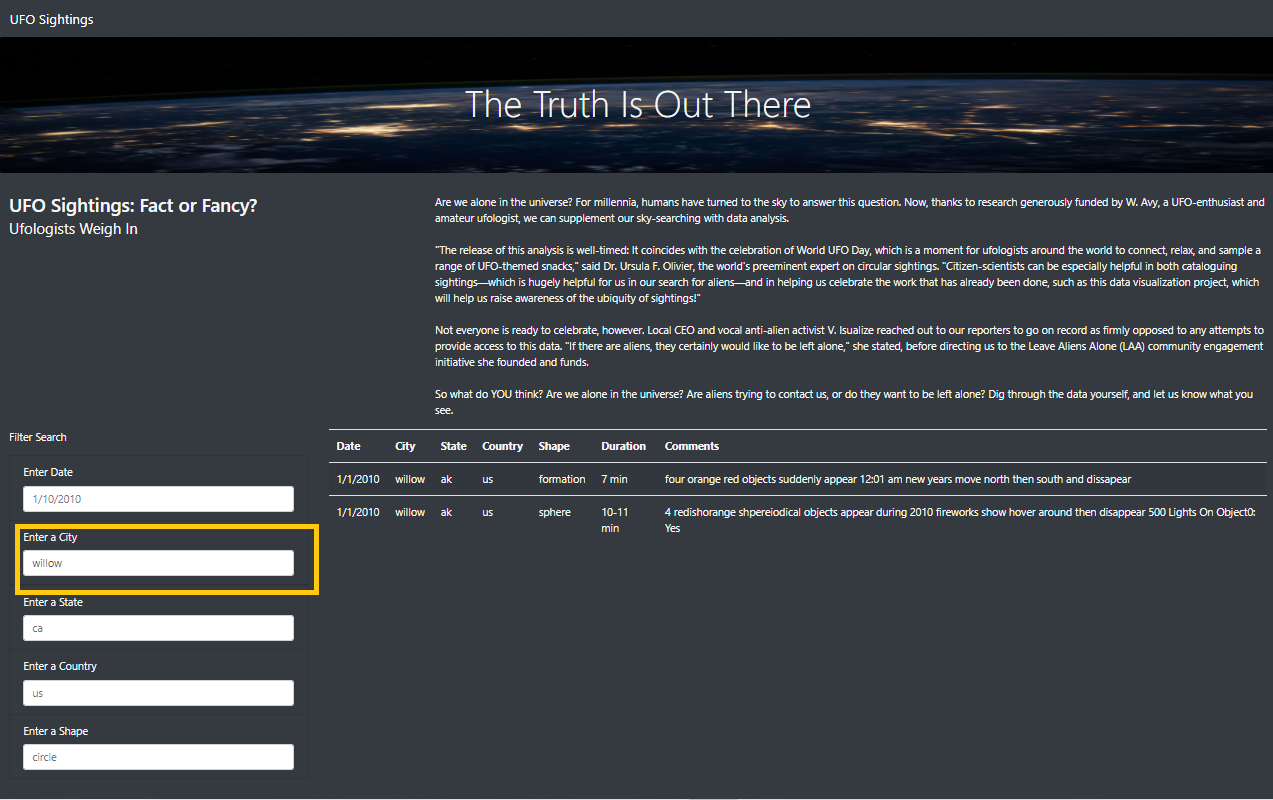 UFO Sightings
The Truth Is Out There
UFO Sightings: Fact or Fancy?
Ufologists Weigh In
Are we alone in the universe? For millennia, humans have turned to the sky to answer this question. Now, thanks to research generously funded by W. Avy, a UFO-enthusiast and
amateur ufologist, we can supplement our sky-searching with data analysis.
"The release of this analysis is well-timed: It coincides with the celebration of World UFO Day, which is a moment for ufologists around the world to connect, relax, and sample a
range of UFO-themed snacks," said Dr. Ursula F. Olivier, the world's preeminent expert on circular sightings. "Citizen-scientists can be especially helpful in both cataloguing
sightings—which is hugely helpful for us in our search for aliens—and in helping us celebrate the work that has already been done, such as this data visualization project, which
will help us raise awareness of the ubiquity of sightings!"
Not everyone is ready to celebrate, however. Local CEO and vocal anti-alien activist V. Isualize reached out to our reporters to go on record as firmly opposed to any attempts to
provide access to this data. "If there are aliens, they certainly would like to be left alone," she stated, before directing us to the Leave Aliens Alone (LAA) community engagement
initiative she founded and funds.
So what do YOU think? Are we alone in the universe? Are aliens trying to contact us, or do they want to be left alone? Dig through the data yourself, and let us know what you
see.
Filter Search
Enter Date
1/10/2010
Enter a City
willow
Enter a State
ca
Enter a Country
us
Enter a Shape
circle
Date City State Country Shape Duration Comments
1/1/2010 willow ak us formation 7 min four orange red objects suddenly appear 12:01 am new years move north then south and dissapear
1/1/2010 willow ak us sphere 10-11 4 redishorange shpereiodical objects appear during 2010 fireworks show hover around then disappear 500 Lights On Object0:
min Yes